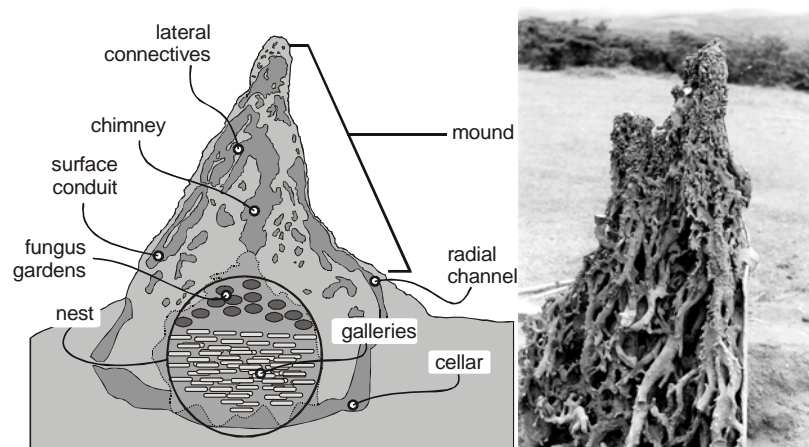 lateral
connectives
chimney
mound
surface
conduit
fungus
gardens
radial
channel
nest
galleries
cellar